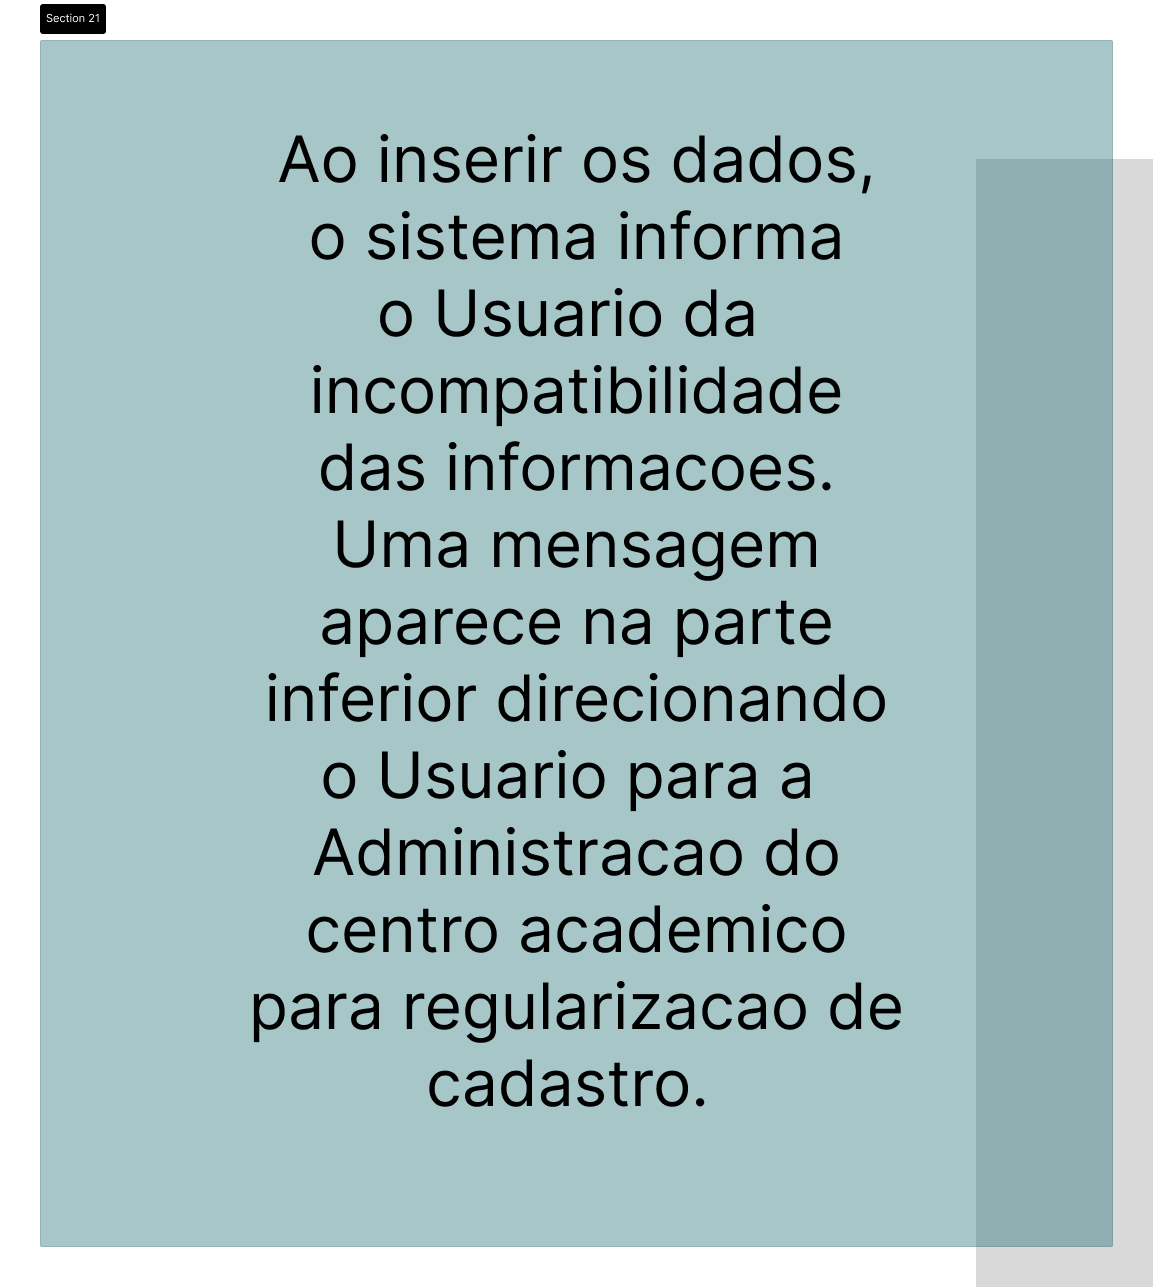 Section 21
Ao inserir os dados,
o sistema informa
o Usuario da
incompatibilidade
das informacoes.
Uma mensagem
aparece na parte
inferior direcionando
o Usuario para a
Administracao do
centro academico
para regularizacao de
cadastro.